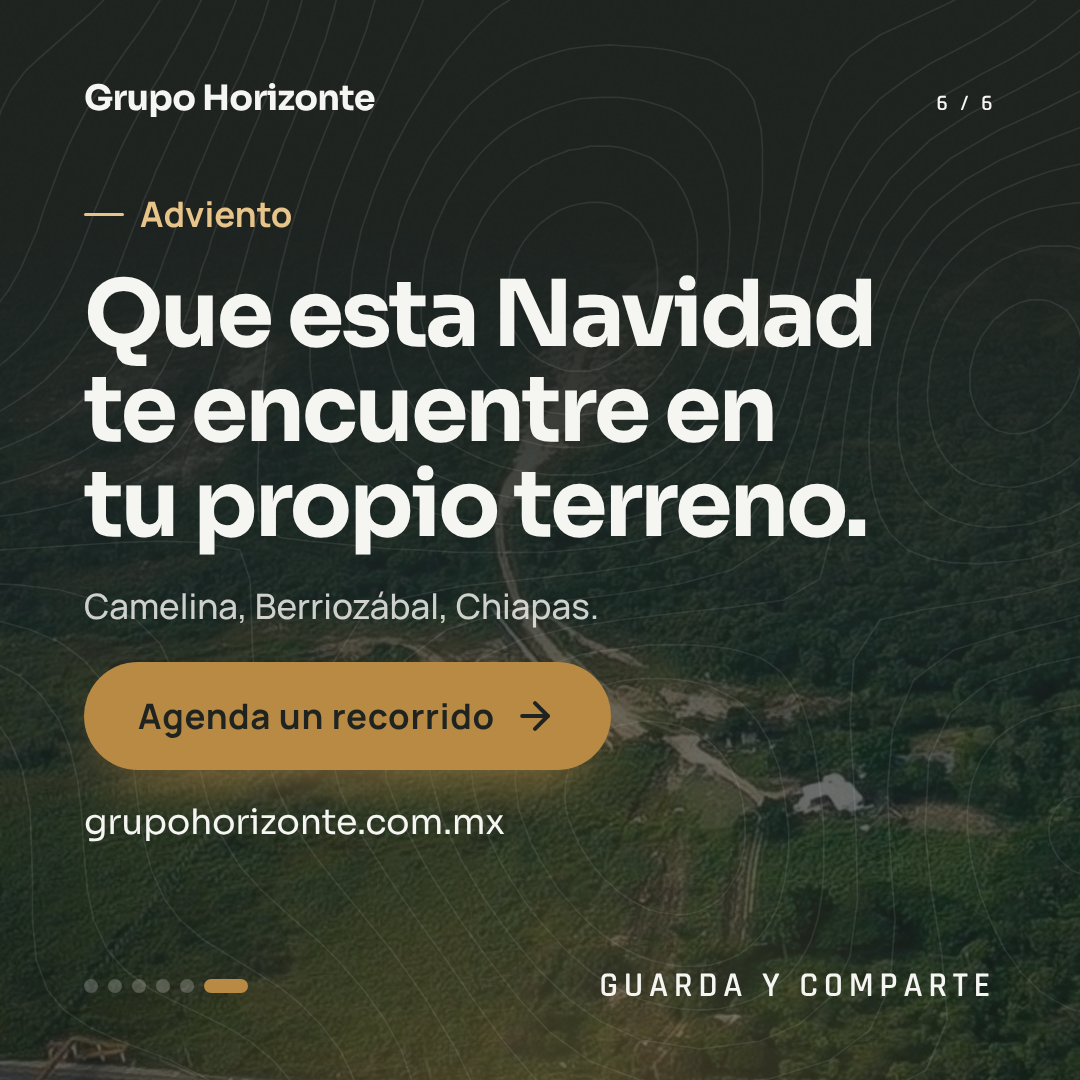 Grupo Horizonte
6 / 6
— Adviento
Que esta Navidad
te encuentre en
tu propio terreno.
Camelina, Berriozábal, Chiapas.
Agenda un recorrido →
grupohorizonte.com.mx
GUARDA Y COMPARTE